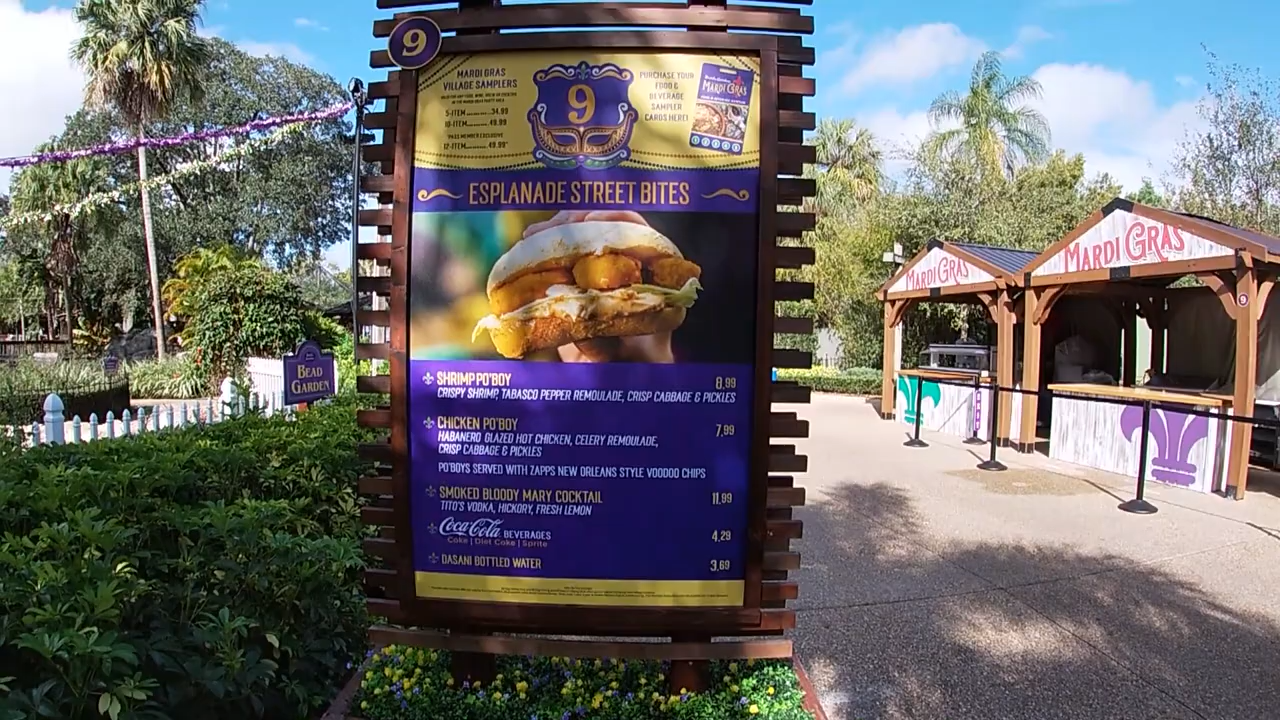 9
MARDI GRAS
VILLAGE SAMPLERS
5-ITEM 34.99
10-ITEM 49.99
*PASS MEMBER EXCLUSIVE
12-ITEM 49.99*
9
PURCHASE YOUR
FOOD &
BEVERAGE
SAMPLER
CARDS HERE!
MARDI GRAS
ESPLANADE STREET BITES
SHRIMP PO'BOY 8.99
CRISPY SHRIMP, TABASCO PEPPER REMOULADE, CRISP CABBAGE & PICKLES
CHICKEN PO'BOY 7.99
HABANERO GLAZED HOT CHICKEN, CELERY REMOULADE,
CRISP CABBAGE & PICKLES
PO'BOYS SERVED WITH ZAPPS NEW ORLEANS STYLE VOODOO CHIPS
SMOKED BLOODY MARY COCKTAIL 11.99
TITO'S VODKA, HICKORY, FRESH LEMON
Coca-Cola BEVERAGES 4.29
Coke | Diet Coke | Sprite
DASANI BOTTLED WATER 3.69
BEAD
GARDEN
MARDI GRAS
MARDI GRAS
9